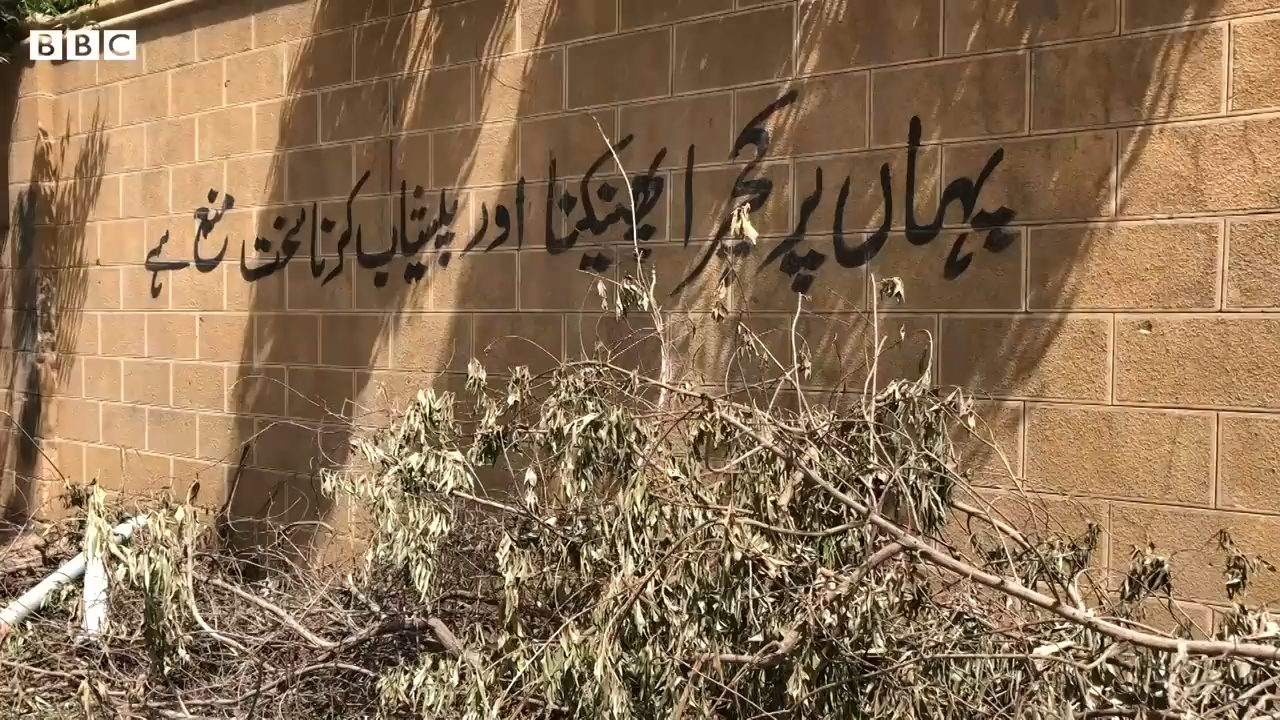 BBC
یہاں پر کچرا پھینکنا اور پیشاب کرنا سخت منع ہے